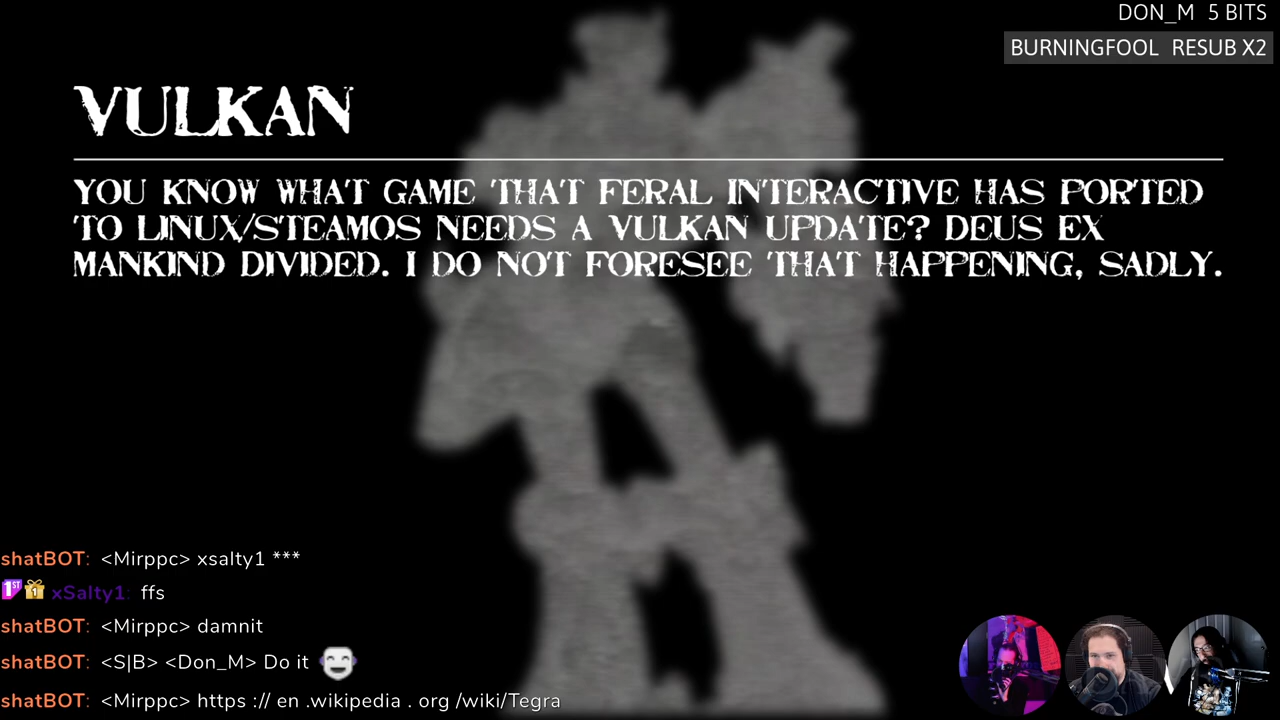 DON_M 5 BITS
BURNINGFOOL RESUB X2
VULKAN
YOU KNOW WHAT GAME THAT FERAL INTERACTIVE HAS PORTED
TO LINUX/STEAMOS NEEDS A VULKAN UPDATE? DEUS EX
MANKIND DIVIDED. I DO NOT FORESEE THAT HAPPENING, SADLY.
shatBOT: <Mirppc> xsalty1 ***
1ST 1 xSalty1: ffs
shatBOT: <Mirppc> damnit
shatBOT: <S|B> <Don_M> Do it
shatBOT: <Mirppc> https :// en .wikipedia . org /wiki/Tegra